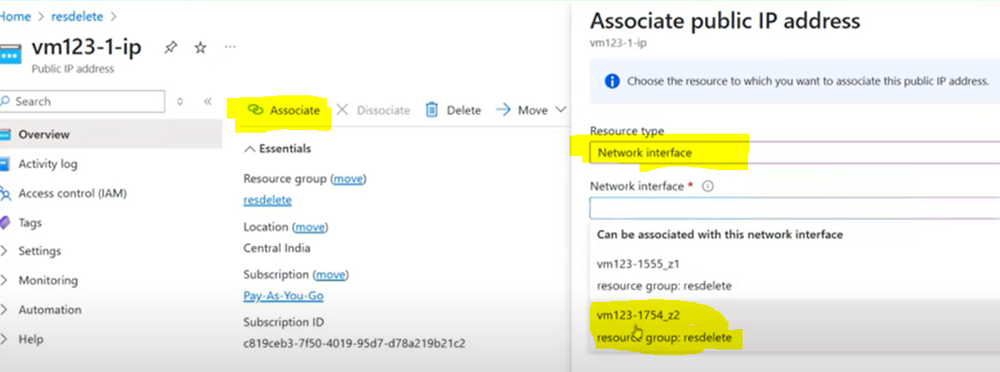 Home > resdelete >
vm123-1-ip
Public IP address
Search
Overview
Activity log
Access control (IAM)
Tags
Settings
Monitoring
Automation
Help
Associate
Dissociate
Delete
Move
Essentials
Resource group (move)
resdelete
Location (move)
Central India
Subscription (move)
Pay-As-You-Go
Subscription ID
c819ceb3-7f50-4019-95d7-d78a219b21c2
Associate public IP address
vm123-1-ip
Choose the resource to which you want to associate this public IP address.
Resource type
Network interface
Network interface *
Can be associated with this network interface
vm123-1555_z1
resource group: resdelete
vm123-1754_z2
resource group: resdelete